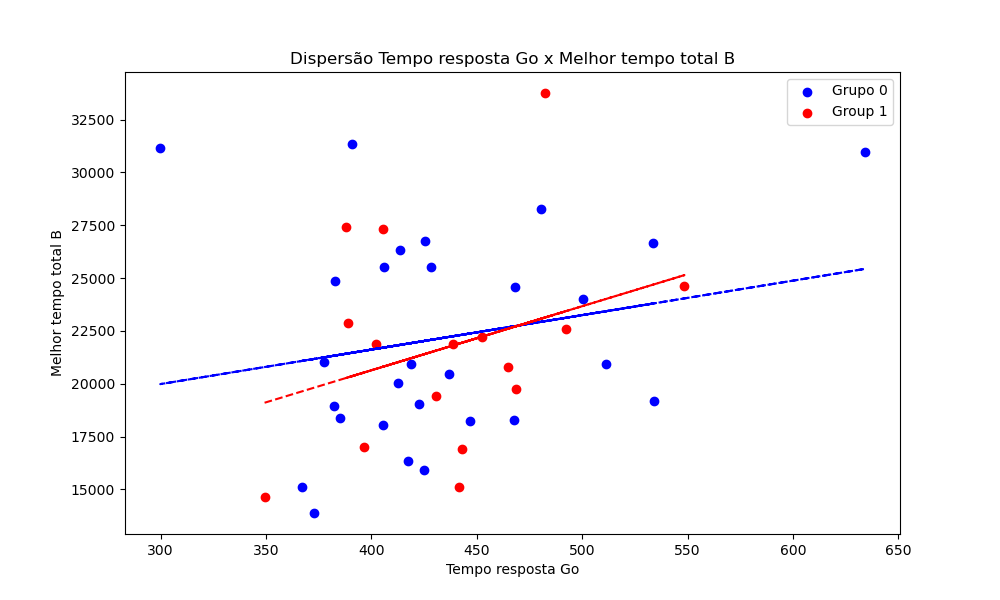 Dispersão Tempo resposta Go x Melhor tempo total B
Grupo 0
Group 1
Melhor tempo total B
32500
30000
27500
25000
22500
20000
17500
15000
300 350 400 450 500 550 600 650
Tempo resposta Go